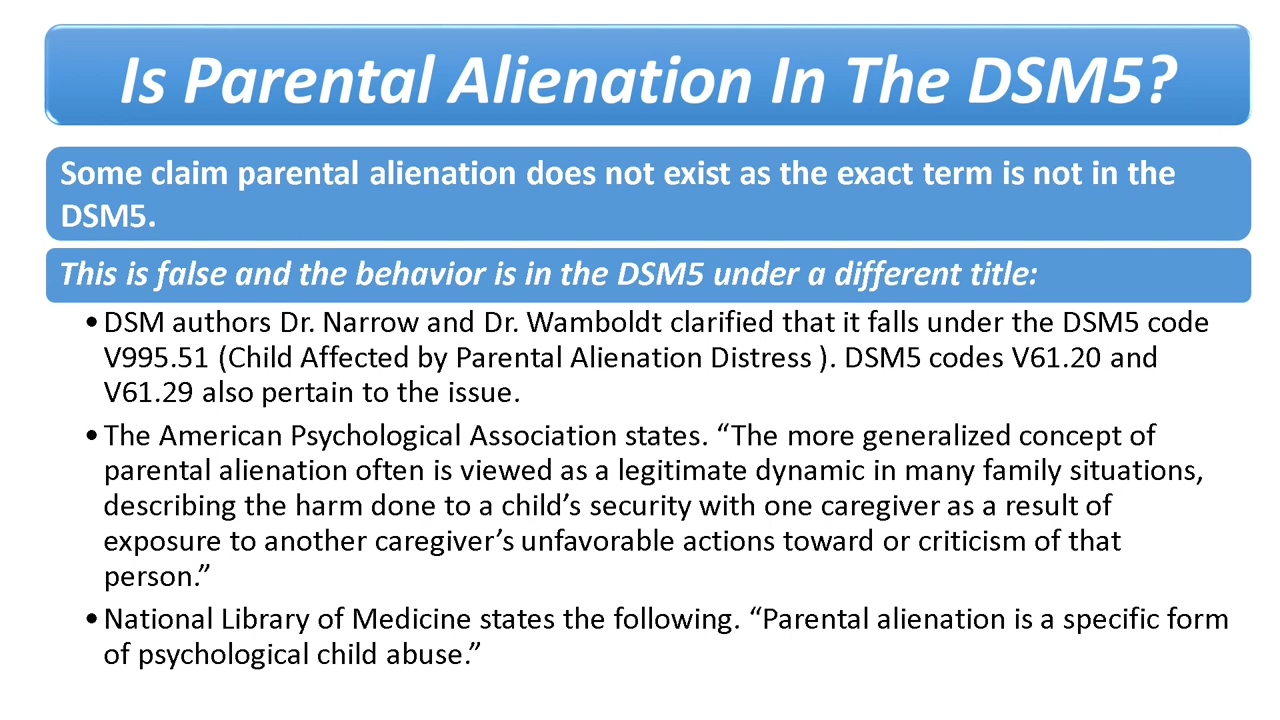 Is Parental Alienation In The DSM5?
Some claim parental alienation does not exist as the exact term is not in the
DSM5.
This is false and the behavior is in the DSM5 under a different title:
•DSM authors Dr. Narrow and Dr. Wamboldt clarified that it falls under the DSM5 code
V995.51 (Child Affected by Parental Alienation Distress ). DSM5 codes V61.20 and
V61.29 also pertain to the issue.
•The American Psychological Association states. “The more generalized concept of
parental alienation often is viewed as a legitimate dynamic in many family situations,
describing the harm done to a child’s security with one caregiver as a result of
exposure to another caregiver’s unfavorable actions toward or criticism of that
person.”
•National Library of Medicine states the following. “Parental alienation is a specific form
of psychological child abuse.”